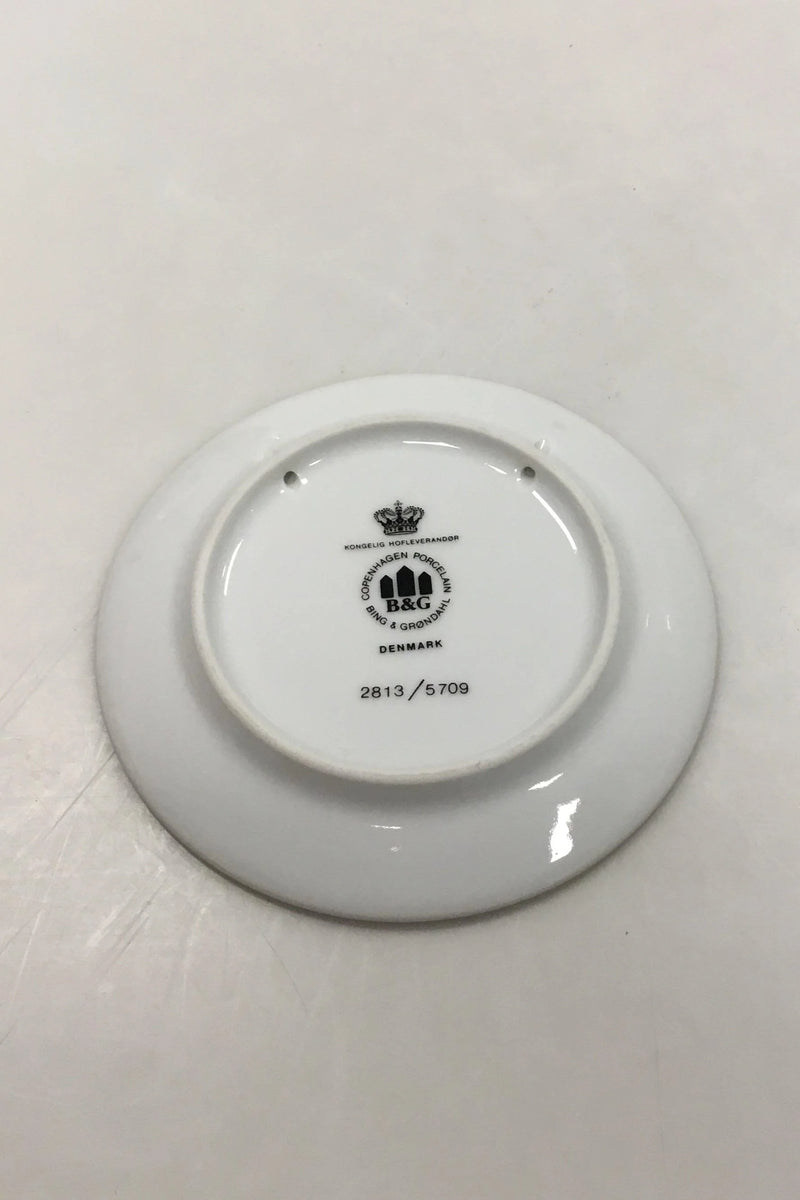 KONGELIG HOFLEVERANDØR
COPENHAGEN PORCELAIN
B&G
BING & GRØNDAHL
DENMARK
2813/5709